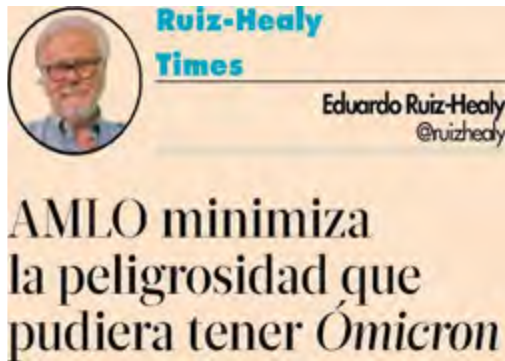 Ruiz-Healy
Times
Eduardo Ruiz-Healy
@ruizhealy
AMLO minimiza
la peligrosidad que
pudiera tener Ómicron